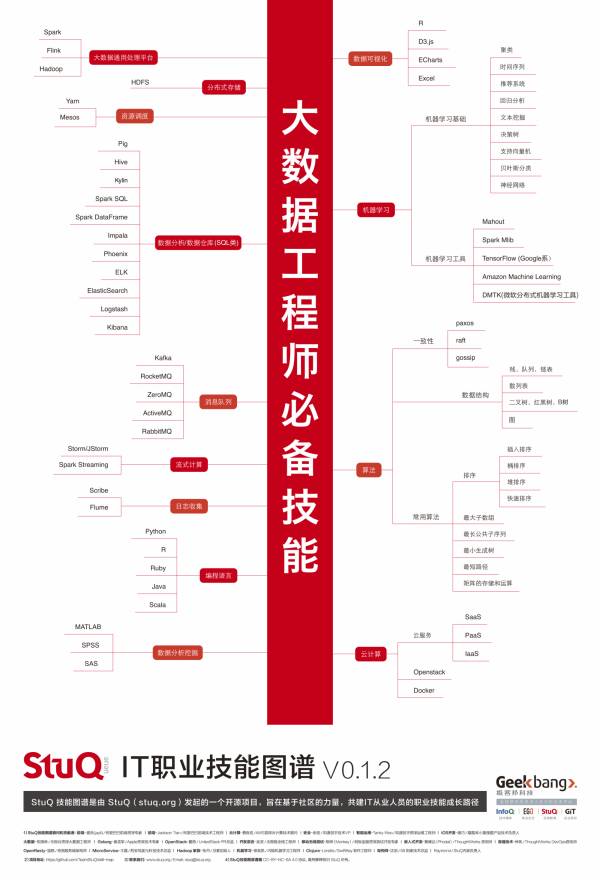 大数据工程师必备技能
Spark
Flink
Hadoop
大数据通用处理平台
HDFS
分布式存储
Yarn
Mesos
资源调度
Pig
Hive
Kylin
Spark SQL
Spark DataFrame
Impala
Phoenix
ELK
ElasticSearch
Logstash
Kibana
数据分析/数据仓库(SQL类)
Kafka
RocketMQ
ZeroMQ
ActiveMQ
RabbitMQ
消息队列
Storm/JStorm
Spark Streaming
流式计算
Scribe
Flume
日志收集
Python
R
Ruby
Java
Scala
编程语言
MATLAB
SPSS
SAS
数据分析挖掘
数据可视化
R
D3.js
ECharts
Excel
机器学习
机器学习基础
聚类
时间序列
推荐系统
回归分析
文本挖掘
决策树
支持向量机
贝叶斯分类
神经网络
机器学习工具
Mahout
Spark Mlib
TensorFlow (Google系)
Amazon Machine Learning
DMTK(微软分布式机器学习工具)
算法
一致性
paxos
raft
gossip
数据结构
栈、队列、链表
散列表
二叉树、红黑树、B树
图
常用算法
排序
插入排序
桶排序
堆排序
快速排序
最大子数组
最长公共子序列
最小生成树
最短路径
矩阵的存储和运算
云计算
云服务
SaaS
PaaS
IaaS
Openstack
Docker
StuQ IT职业技能图谱 V0.1.2
StuQ 技能图谱是由 StuQ（stuq.org）发起的一个开源项目，旨在基于社区的力量，共建IT从业人员的职业技能成长路径
Geekbang>.
极客邦科技
InfoQ EGO StuQ GiT